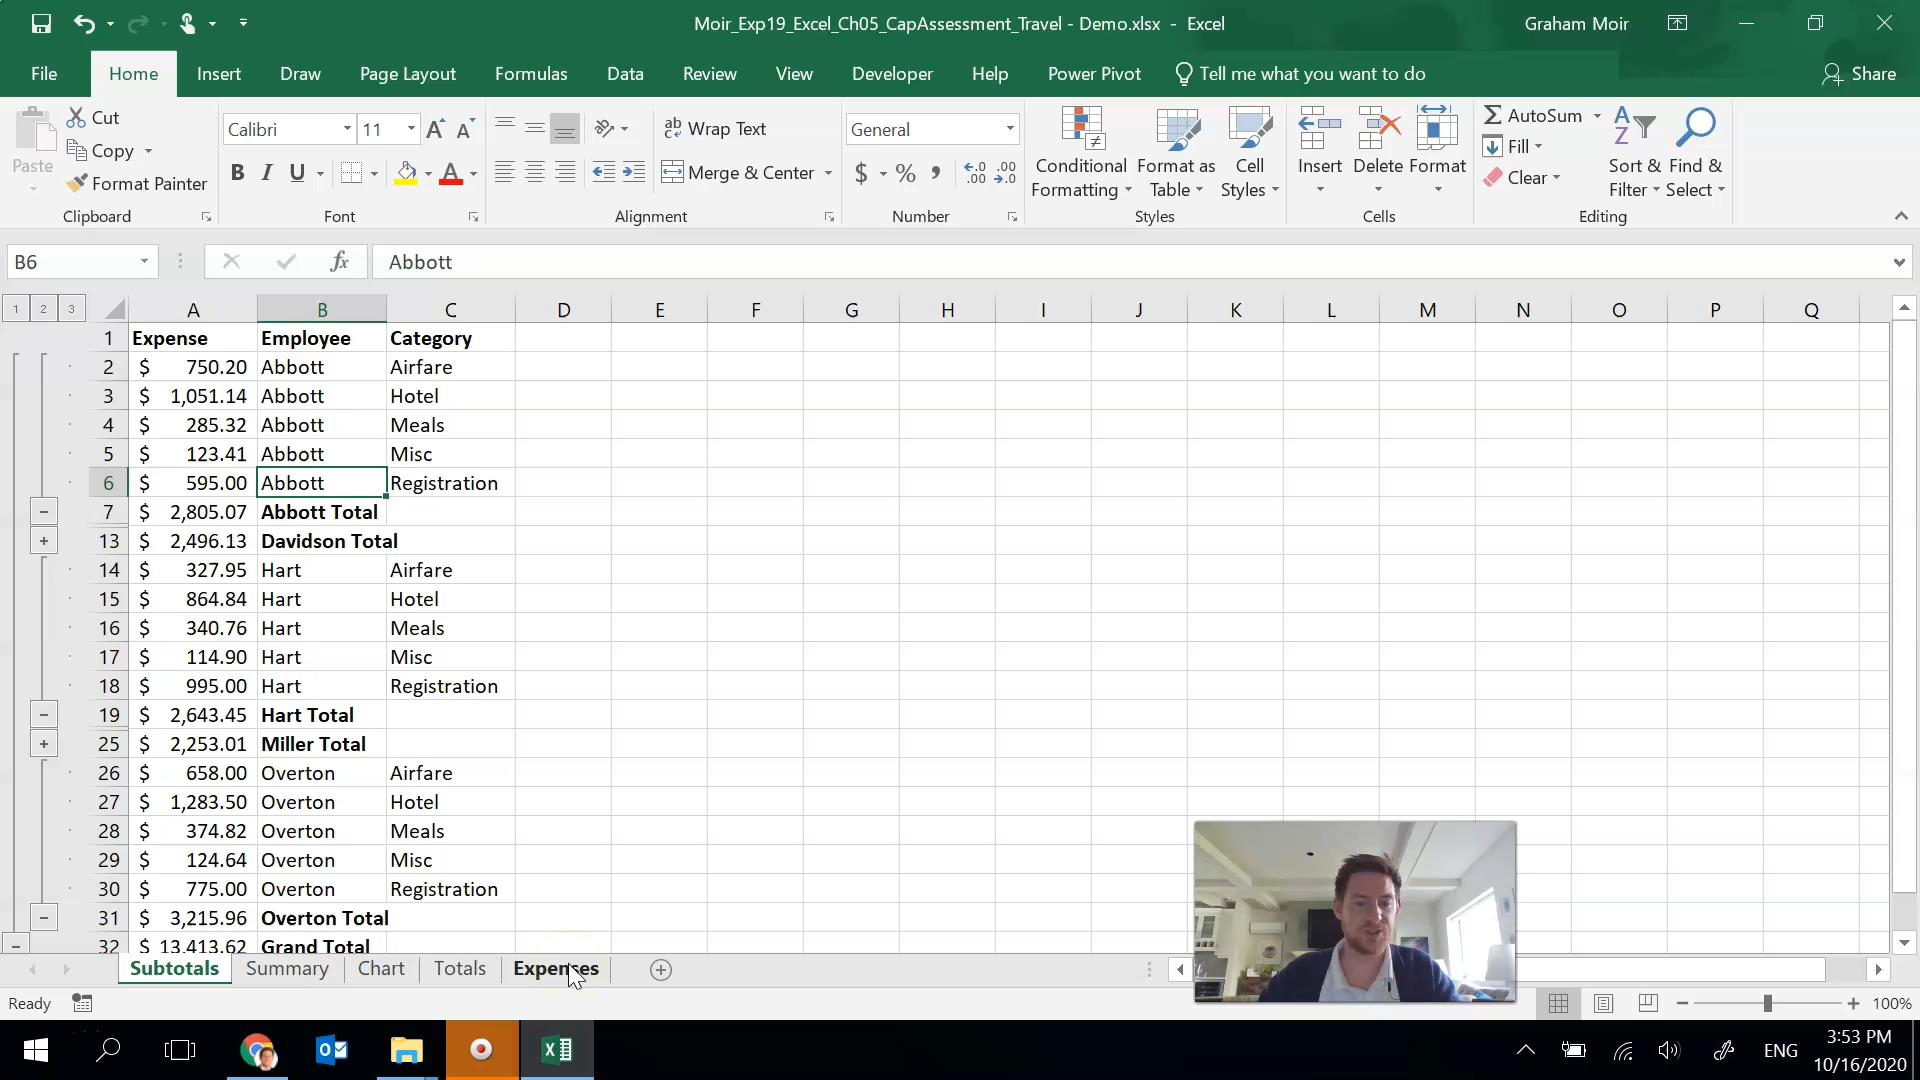 Moir_Exp19_Excel_Ch05_CapAssessment_Travel - Demo.xlsx - Excel
Graham Moir
File Home Insert Draw Page Layout Formulas Data Review View Developer Help Power Pivot Tell me what you want to do Share
Paste
Cut
Copy
Format Painter
Clipboard
Calibri 11
B I U
Font
Wrap Text
Merge & Center
Alignment
General
$ % ,
Number
Conditional Formatting
Format as Table
Cell Styles
Styles
Insert Delete Format
Cells
AutoSum
Fill
Clear
Sort & Filter
Find & Select
Editing
B6 fx Abbott
1 2 3 A B C D E F G H I J K L M N O P Q
1 Expense Employee Category
2 $ 750.20 Abbott Airfare
3 $ 1,051.14 Abbott Hotel
4 $ 285.32 Abbott Meals
5 $ 123.41 Abbott Misc
6 $ 595.00 Abbott Registration
7 $ 2,805.07 Abbott Total
13 $ 2,496.13 Davidson Total
14 $ 327.95 Hart Airfare
15 $ 864.84 Hart Hotel
16 $ 340.76 Hart Meals
17 $ 114.90 Hart Misc
18 $ 995.00 Hart Registration
19 $ 2,643.45 Hart Total
25 $ 2,253.01 Miller Total
26 $ 658.00 Overton Airfare
27 $ 1,283.50 Overton Hotel
28 $ 374.82 Overton Meals
29 $ 124.64 Overton Misc
30 $ 775.00 Overton Registration
31 $ 3,215.96 Overton Total
32 $ 13,413.62 Grand Total
Subtotals Summary Chart Totals Expenses
Ready 100%
ENG
3:53 PM
10/16/2020